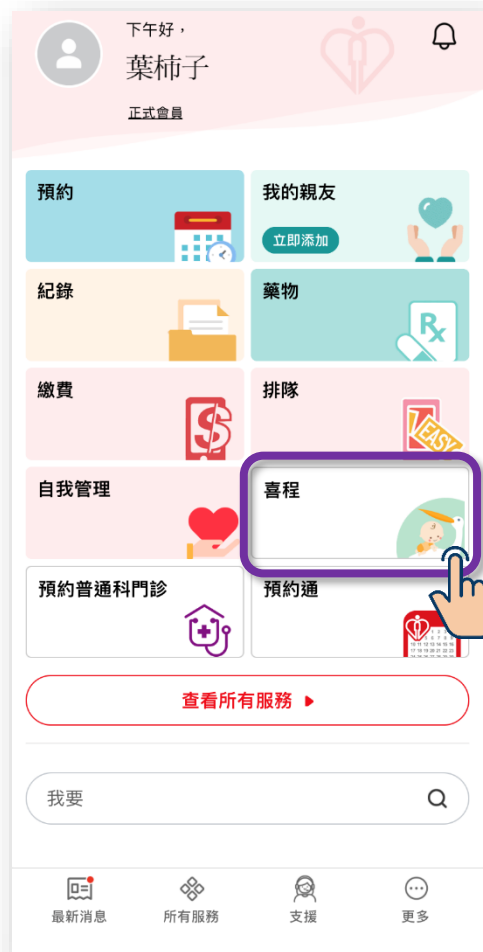 下午好，
葉柿子
正式會員
預約
我的親友
立即添加
紀錄
藥物
Rx
繳費
排隊
EASY
自我管理
喜程
預約普通科門診
預約通
查看所有服務
我要
最新消息
所有服務
支援
更多